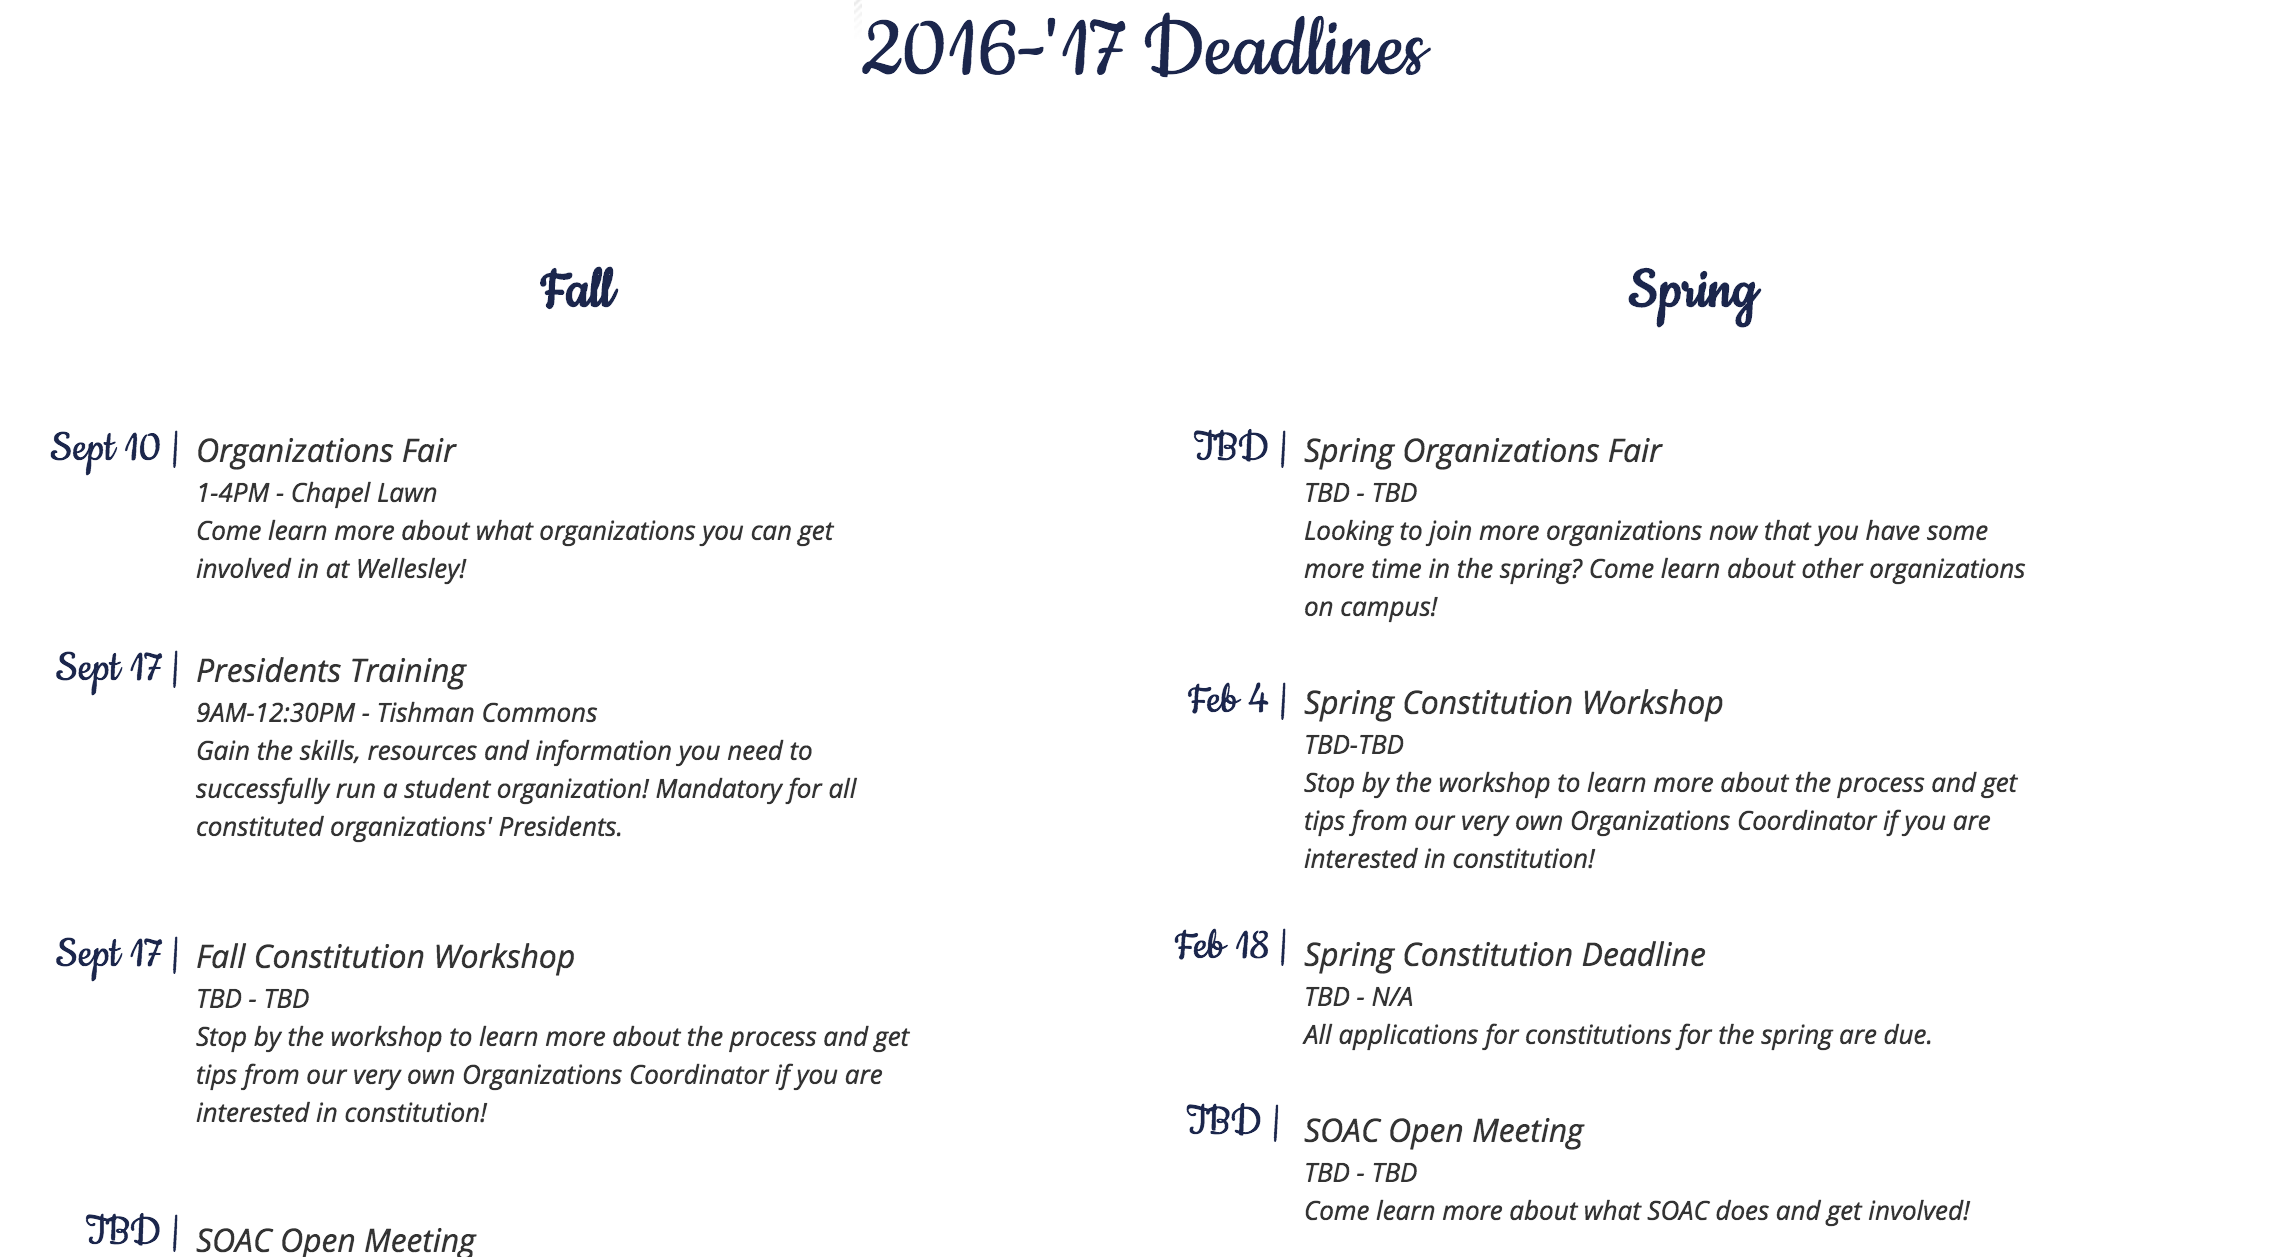 2016-'17 Deadlines
Fall
Sept 10 | Organizations Fair
1-4PM - Chapel Lawn
Come learn more about what organizations you can get
involved in at Wellesley!
Sept 17 | Presidents Training
9AM-12:30PM - Tishman Commons
Gain the skills, resources and information you need to
successfully run a student organization! Mandatory for all
constituted organizations' Presidents.
Sept 17 | Fall Constitution Workshop
TBD - TBD
Stop by the workshop to learn more about the process and get
tips from our very own Organizations Coordinator if you are
interested in constitution!
TBD | SOAC Open Meeting
Spring
TBD | Spring Organizations Fair
TBD - TBD
Looking to join more organizations now that you have some
more time in the spring? Come learn about other organizations
on campus!
Feb 4 | Spring Constitution Workshop
TBD-TBD
Stop by the workshop to learn more about the process and get
tips from our very own Organizations Coordinator if you are
interested in constitution!
Feb 18 | Spring Constitution Deadline
TBD - N/A
All applications for constitutions for the spring are due.
TBD | SOAC Open Meeting
TBD - TBD
Come learn more about what SOAC does and get involved!